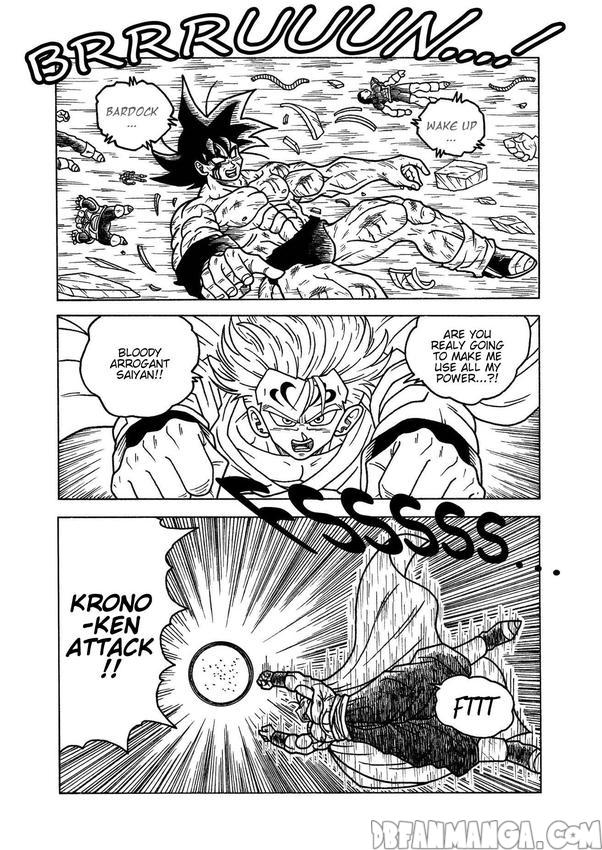 BRRRUUUN....!
BARDOCK
...
WAKE UP
...
BLOODY
ARROGANT
SAIYAN!!
ARE YOU
REALY GOING
TO MAKE ME
USE ALL MY
POWER...?!
FSSSSSS...
KRONO
-KEN
ATTACK
!!
FTTT
DBFANMANGA.COM